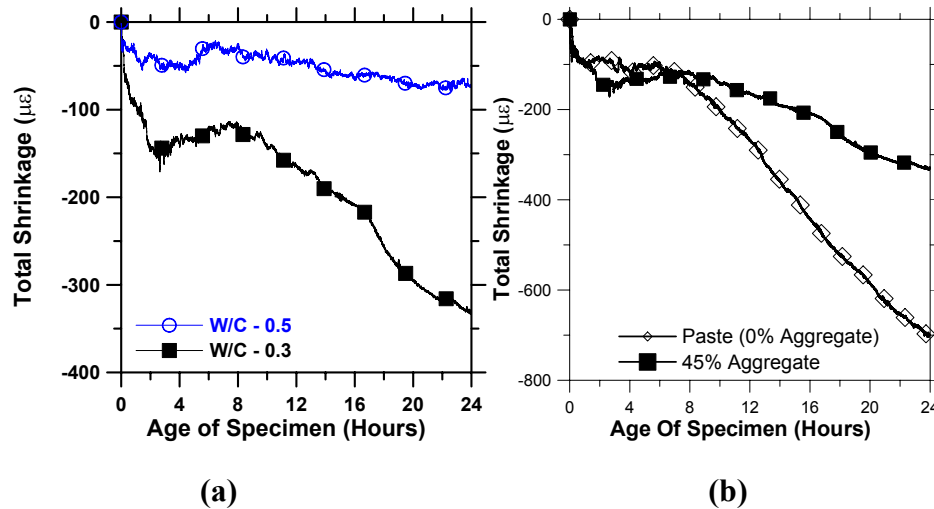 (a)
Total Shrinkage (με)
0
-100
-200
-300
-400
W/C - 0.5
W/C - 0.3
0 4 8 12 16 20 24
Age of Specimen (Hours)
(b)
Total Shrinkage (με)
0
-200
-400
-600
-800
Paste (0% Aggregate)
45% Aggregate
0 4 8 12 16 20 24
Age Of Specimen (Hours)